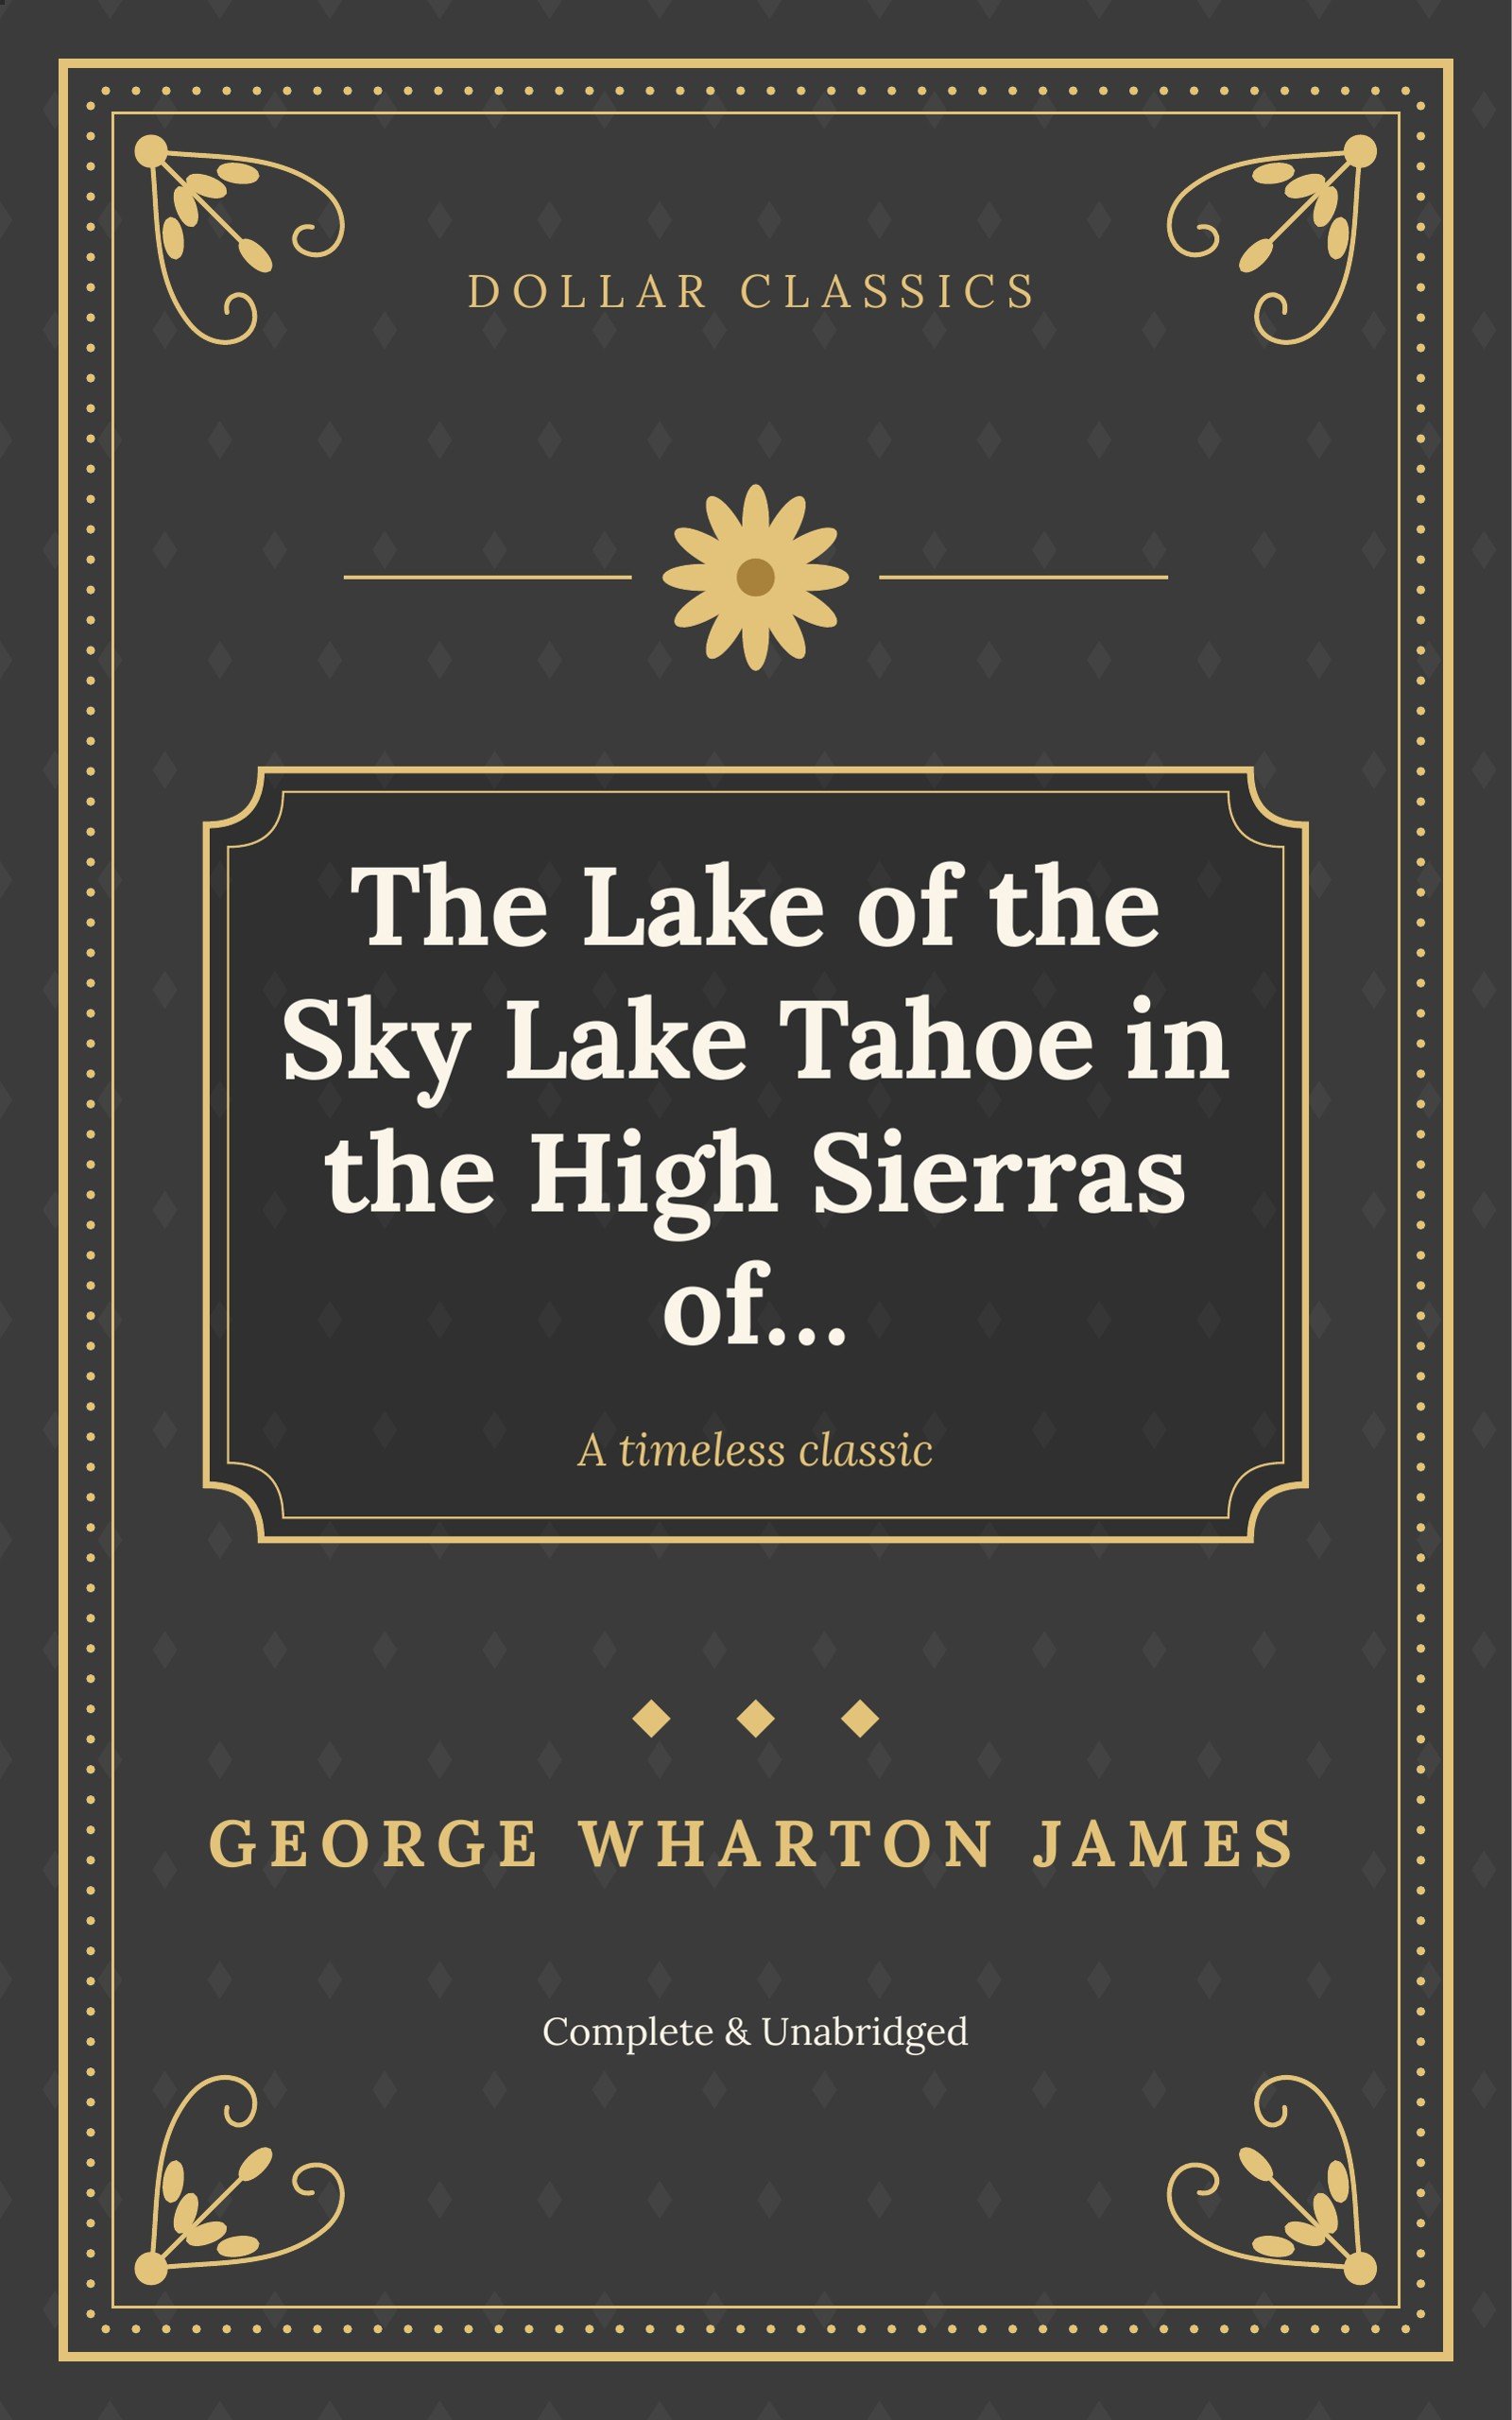 DOLLAR CLASSICS
The Lake of the
Sky Lake Tahoe in
the High Sierras
of...
A timeless classic
GEORGE WHARTON JAMES
Complete & Unabridged